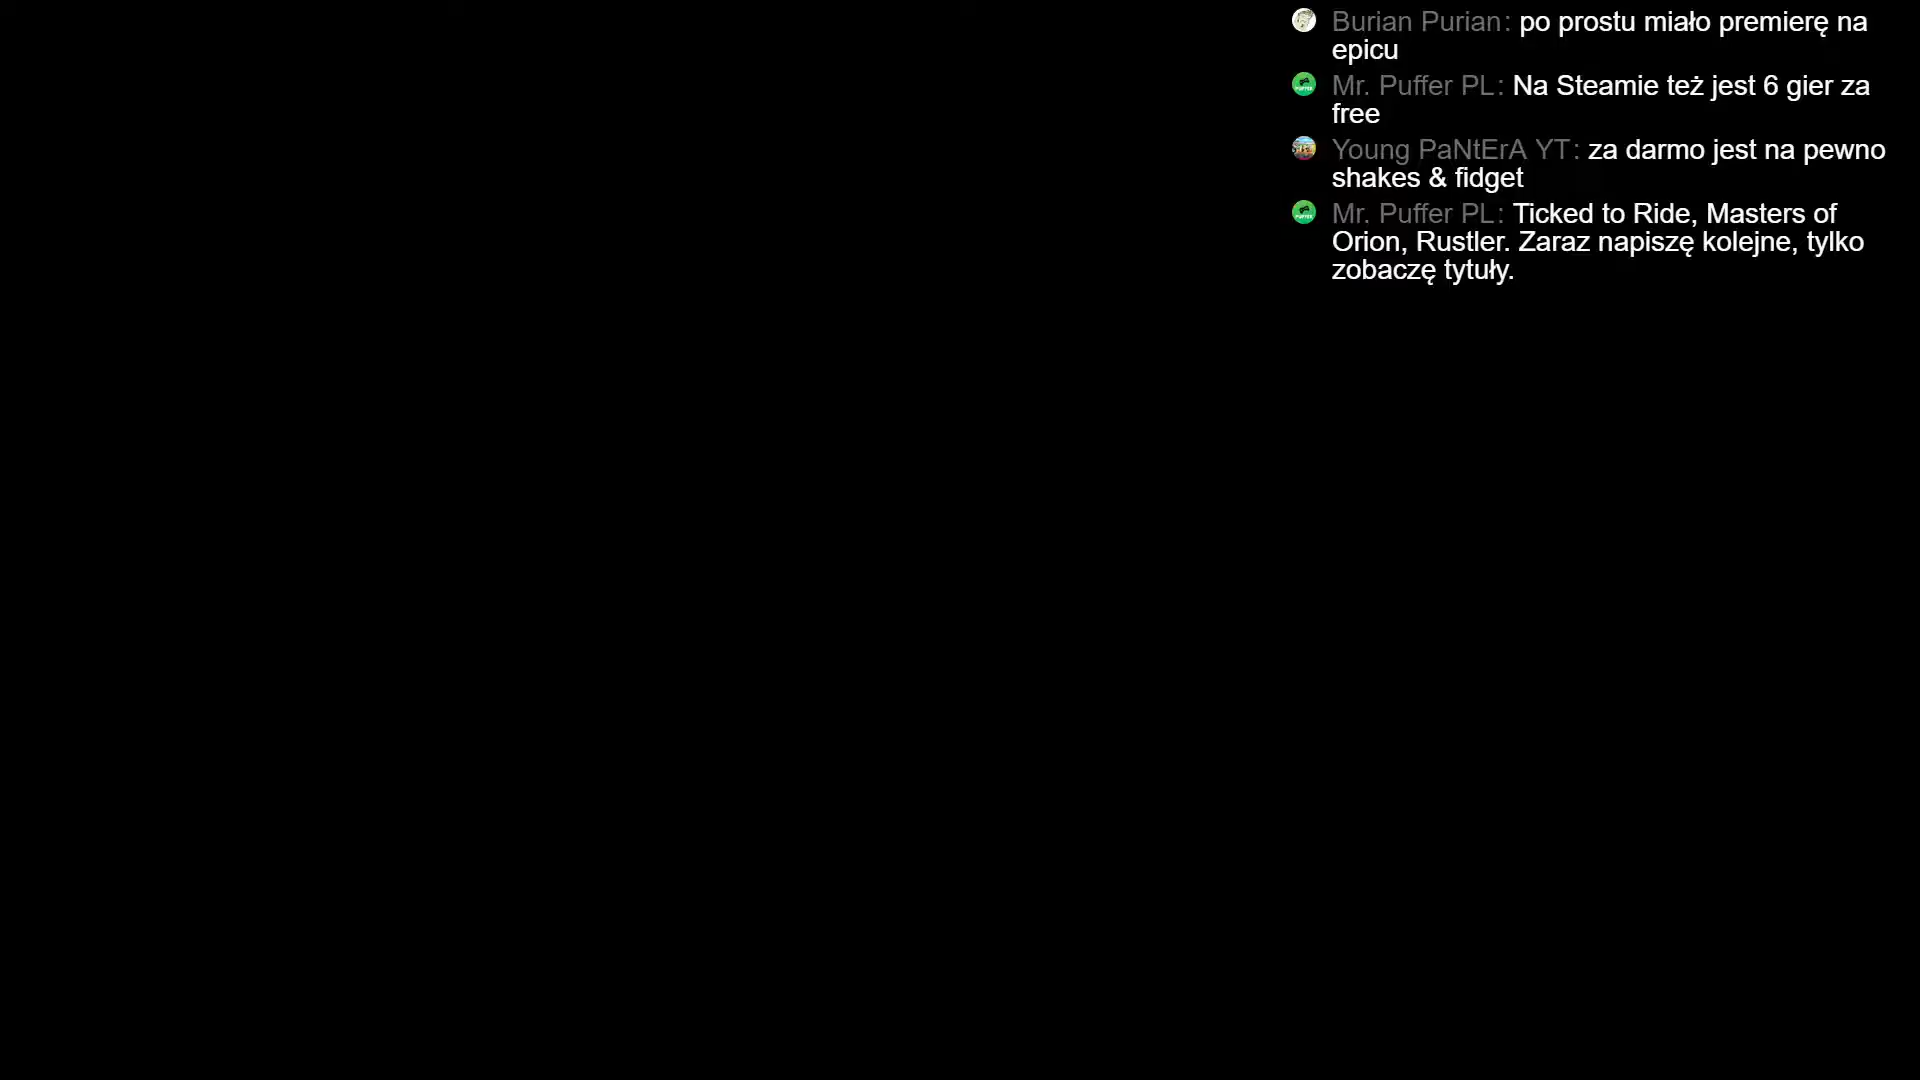 Burian Purian: po prostu miało premierę na
epicu
Mr. Puffer PL: Na Steamie też jest 6 gier za
free
Young PaNtErA YT: za darmo jest na pewno
shakes & fidget
Mr. Puffer PL: Ticked to Ride, Masters of
Orion, Rustler. Zaraz napiszę kolejne, tylko
zobaczę tytuły.